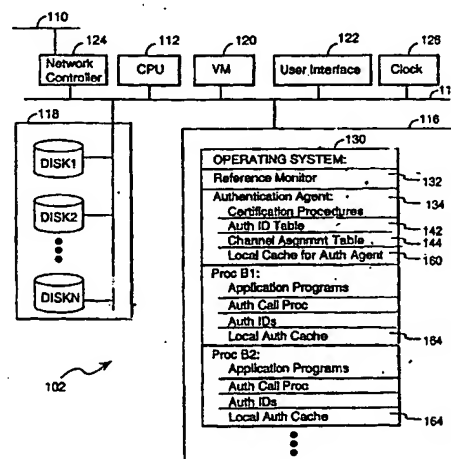 110
124
112
120
122
126
Network
Controller
CPU
VM
User Interface
Clock
11
118
116
DISK1
DISK2
DISKN
130
OPERATING SYSTEM:
Reference Monitor
132
Authentication Agent:
134
Certification Procedures
Auth ID Table
142
Channel Asgnmnt Table
144
Local Cache for Auth Agent
160
Proc B1:
Application Programs
Auth Call Proc
Auth IDs
Local Auth Cache
164
Proc B2:
Application Programs
Auth Call Proc
Auth IDs
Local Auth Cache
164
102